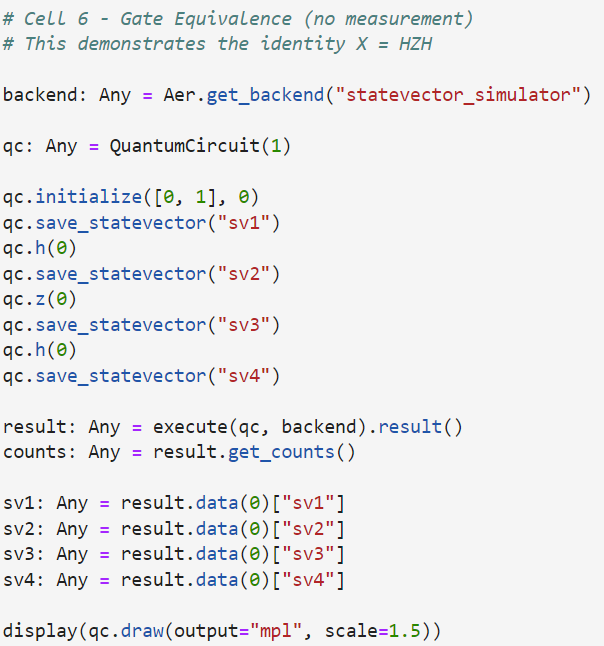 # Cell 6 - Gate Equivalence (no measurement)
# This demonstrates the identity X = HZH
backend: Any = Aer.get_backend("statevector_simulator")
qc: Any = QuantumCircuit(1)
qc.initialize([0, 1], 0)
qc.save_statevector("sv1")
qc.h(0)
qc.save_statevector("sv2")
qc.z(0)
qc.save_statevector("sv3")
qc.h(0)
qc.save_statevector("sv4")
result: Any = execute(qc, backend).result()
counts: Any = result.get_counts()
sv1: Any = result.data(0)["sv1"]
sv2: Any = result.data(0)["sv2"]
sv3: Any = result.data(0)["sv3"]
sv4: Any = result.data(0)["sv4"]
display(qc.draw(output="mpl", scale=1.5))